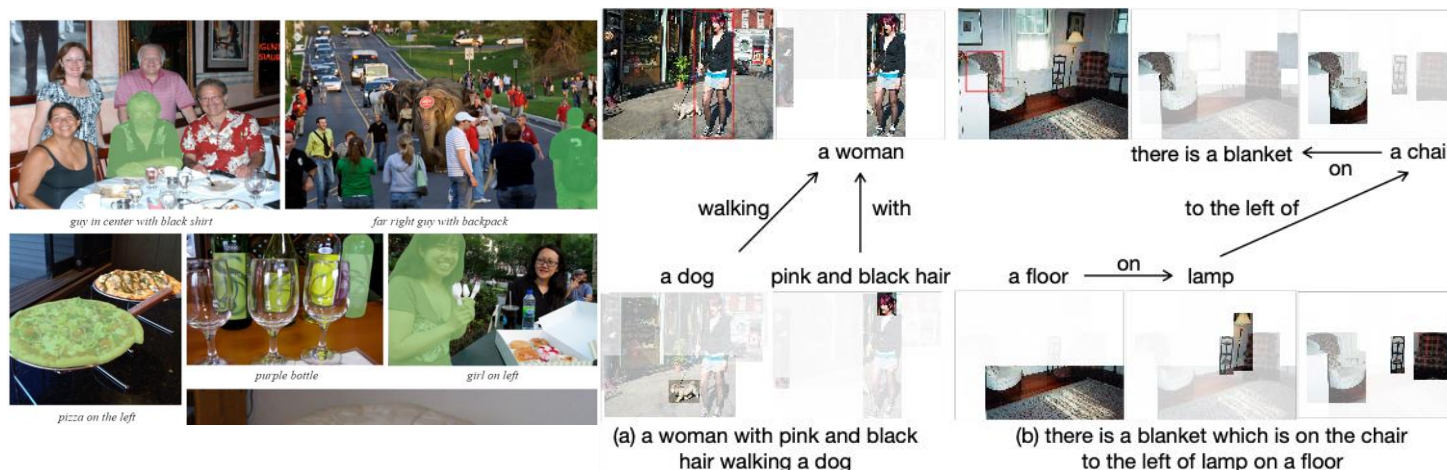 guy in center with black shirt
far right guy with backpack
pizza on the left
purple bottle
girl on left
a woman
walking
with
a dog
pink and black hair
(a) a woman with pink and black
hair walking a dog
there is a blanket
on
a chai
to the left of
a floor
on
lamp
(b) there is a blanket which is on the chair
to the left of lamp on a floor